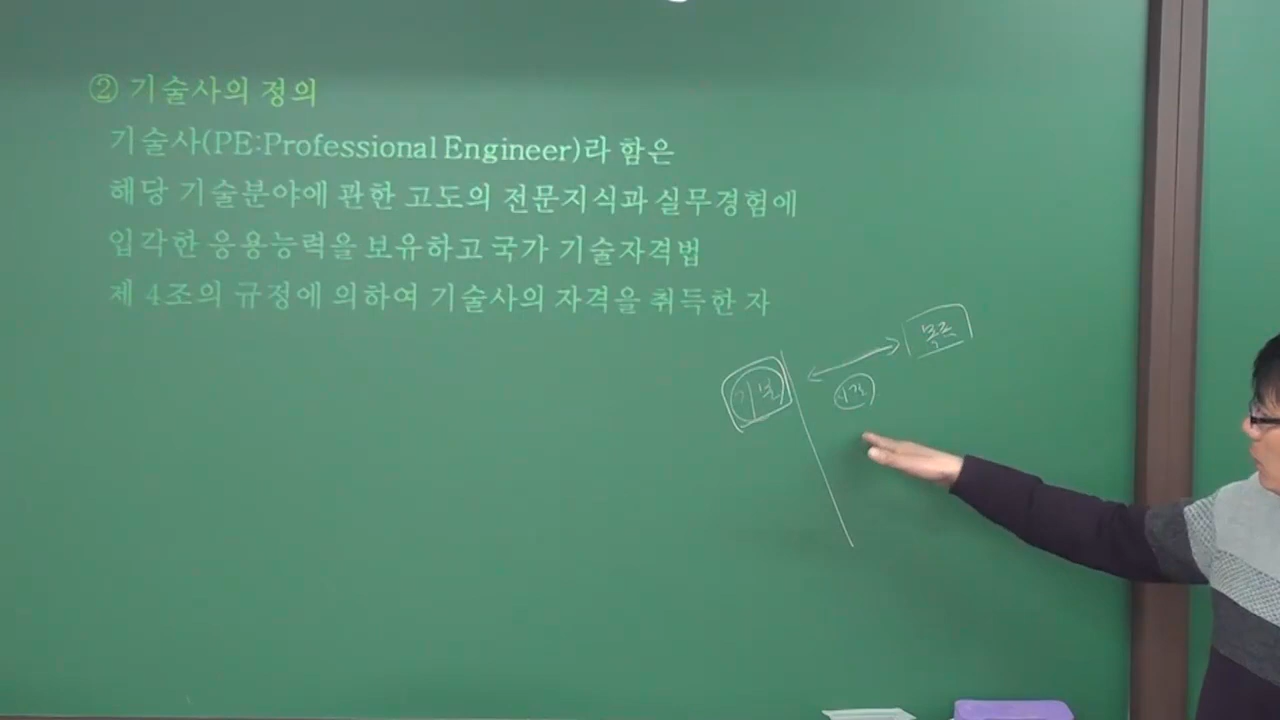 ② 기술사의 정의
기술사(PE:Professional Engineer)라 함은
해당 기술분야에 관한 고도의 전문지식과 실무경험에
입각한 응용능력을 보유하고 국가 기술자격법
제 4조의 규정에 의하여 기술사의 자격을 취득한 자